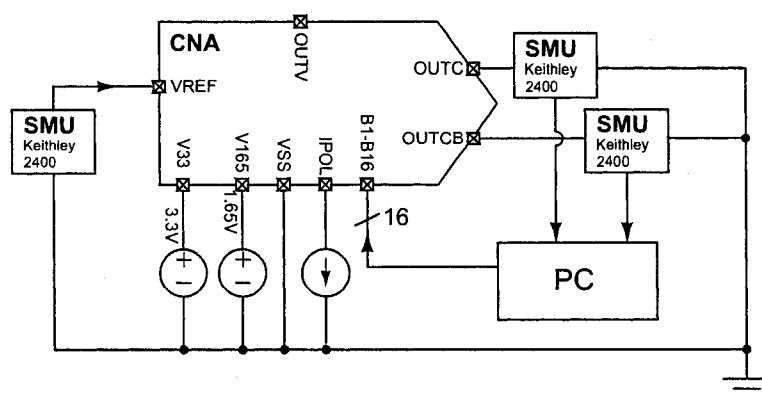 CNA
OUTV
VREF
OUTC
OUTCB
V33
V165
VSS
IPOL
B1-B16
SMU
Keithley
2400
SMU
Keithley
2400
SMU
Keithley
2400
3.3V
1.65V
16
PC